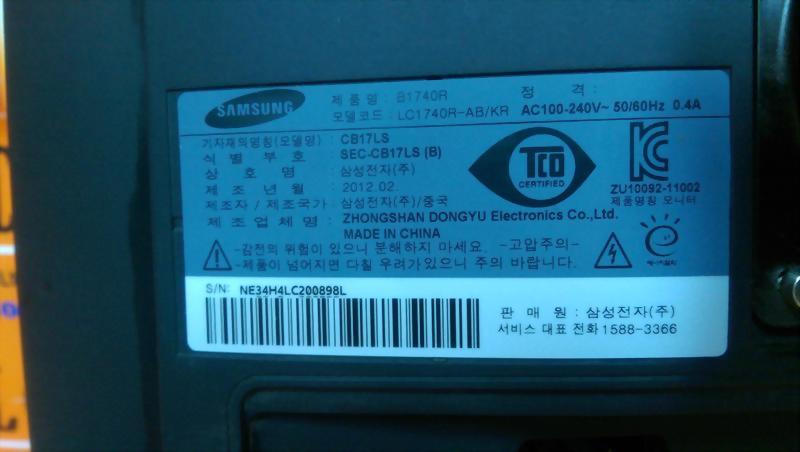 SAMSUNG
제 품 명 : B1740R
정 격 :
모델코드 : LC1740R-AB/KR AC100-240V~ 50/60Hz 0.4A
기자재의명칭(모델명) : CB17LS
식 별 부 호 : SEC-CB17LS (B)
상 호 명 : 삼성전자(주)
제 조 년 월 : 2012.02.
제조자 / 제조국가 : 삼성전자(주)/중국
제 조 업 체 명 : ZHONGSHAN DONGYU Electronics Co.,Ltd.
MADE IN CHINA
TCO
CERTIFIED
KC
ZU10092-11002
제품명칭 모니터
-감전의 위험이 있으니 분해하지 마세요. -고압주의-
-제품이 넘어지면 다칠 우려가있으니 주의 바랍니다.
에너지절약
S/N: NE34H4LC200898L
판 매 원 : 삼성전자(주)
서비스 대표 전화 1588-3366